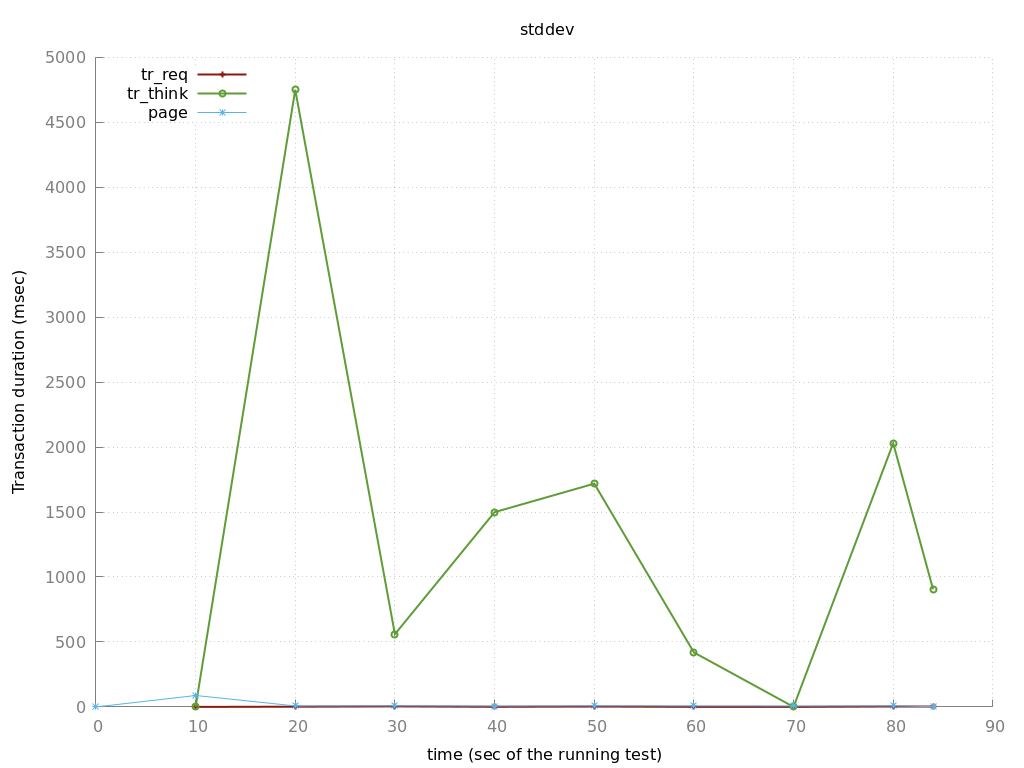 stddev
5000
4500
4000
3500
3000
2500
2000
1500
1000
500
0
tr_req
tr_think
page
Transaction duration (msec)
0 10 20 30 40 50 60 70 80 90
time (sec of the running test)